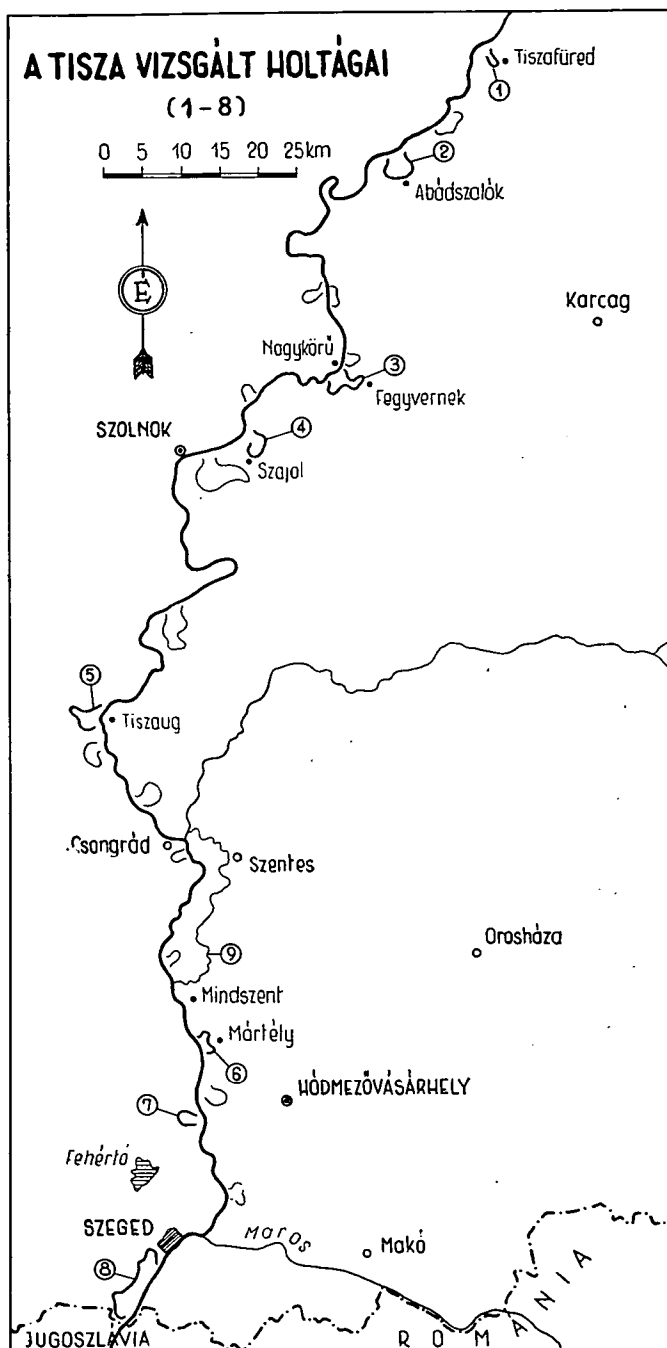 A TISZA VIZSGÁLT HOLTÁGAI
(1-8)
0 5 10 15 20 25km
Tiszafüred
①
②
Abádszalók
É
Karcag
Nagykörű
③
Fegyvernek
SZOLNOK
④
Szajol
⑤
Tiszaug
Csongrád
Szentes
Orosháza
⑨
Mindszent
Mártély
⑥
HÓDMEZŐVÁSÁRHELY
⑦
Fehértó
SZEGED
Maros
Makó
⑧
JUGOSZLÁVIA
ROMANIA